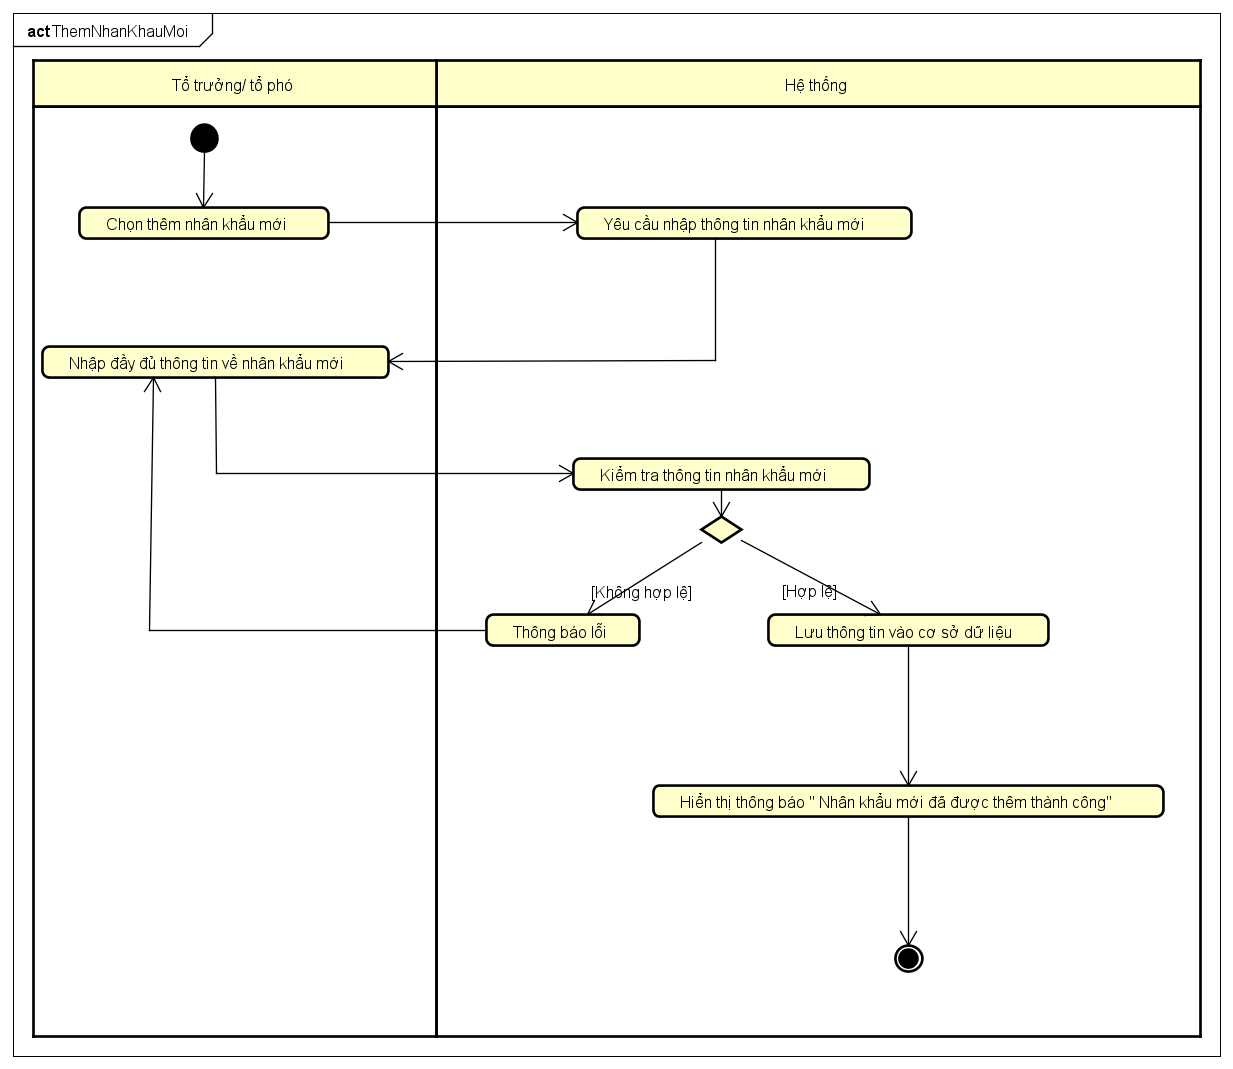 actThemNhanKhauMoi
Tổ trưởng/ tổ phó
Hệ thống
Chọn thêm nhân khẩu mới
Yêu cầu nhập thông tin nhân khẩu mới
Nhập đầy đủ thông tin về nhân khẩu mới
Kiểm tra thông tin nhân khẩu mới
[Không hợp lệ]
[Hợp lệ]
Thông báo lỗi
Lưu thông tin vào cơ sở dữ liệu
Hiển thị thông báo " Nhân khẩu mới đã được thêm thành công"